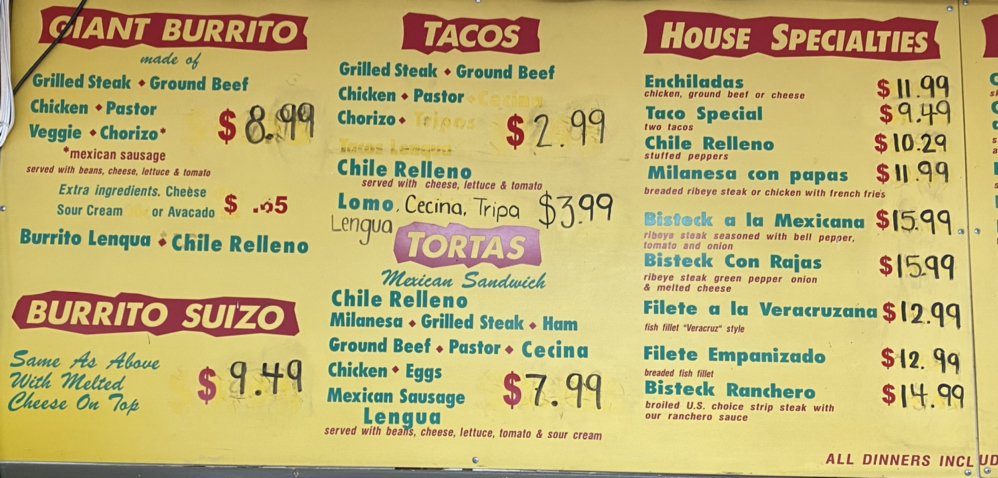 GIANT BURRITO
made of
Grilled Steak ♦ Ground Beef
Chicken ♦ Pastor
Veggie ♦ Chorizo*
$8.99
*mexican sausage
served with beans, cheese, lettuce & tomato
Extra ingredients. Cheese
Sour Cream or Avacado
$ .65
Burrito Lenqua ♦ Chile Relleno
BURRITO SUIZO
Same As Above
With Melted
Cheese On Top
$ 9.49
TACOS
Grilled Steak ♦ Ground Beef
Chicken ♦ Pastor ♦ Cecina
Chorizo ♦ Tripas
$2.99
Tacos Lengua
Chile Relleno
served with cheese, lettuce & tomato
Lomo, Cecina, Tripa $3.99
Lengua
TORTAS
Mexican Sandwich
Chile Relleno
Milanesa ♦ Grilled Steak ♦ Ham
Ground Beef ♦ Pastor ♦ Cecina
Chicken ♦ Eggs
Mexican Sausage
$7.99
Lengua
served with beans, cheese, lettuce, tomato & sour cream
HOUSE SPECIALTIES
Enchiladas $11.99
chicken, ground beef or cheese
Taco Special $9.49
two tacos
Chile Relleno $10.29
stuffed peppers
Milanesa con papas $11.99
breaded ribeye steak or chicken with french fries
Bisteck a la Mexicana $15.99
ribeye steak seasoned with bell pepper,
tomato and onion
Bisteck Con Rajas $15.99
ribeye steak green pepper onion
& melted cheese
Filete a la Veracruzana $12.99
fish fillet "Veracruz" style
Filete Empanizado $12.99
breaded fish fillet
Bisteck Ranchero $14.99
broiled U.S. choice strip steak with
our ranchero sauce
ALL DINNERS INCLUD